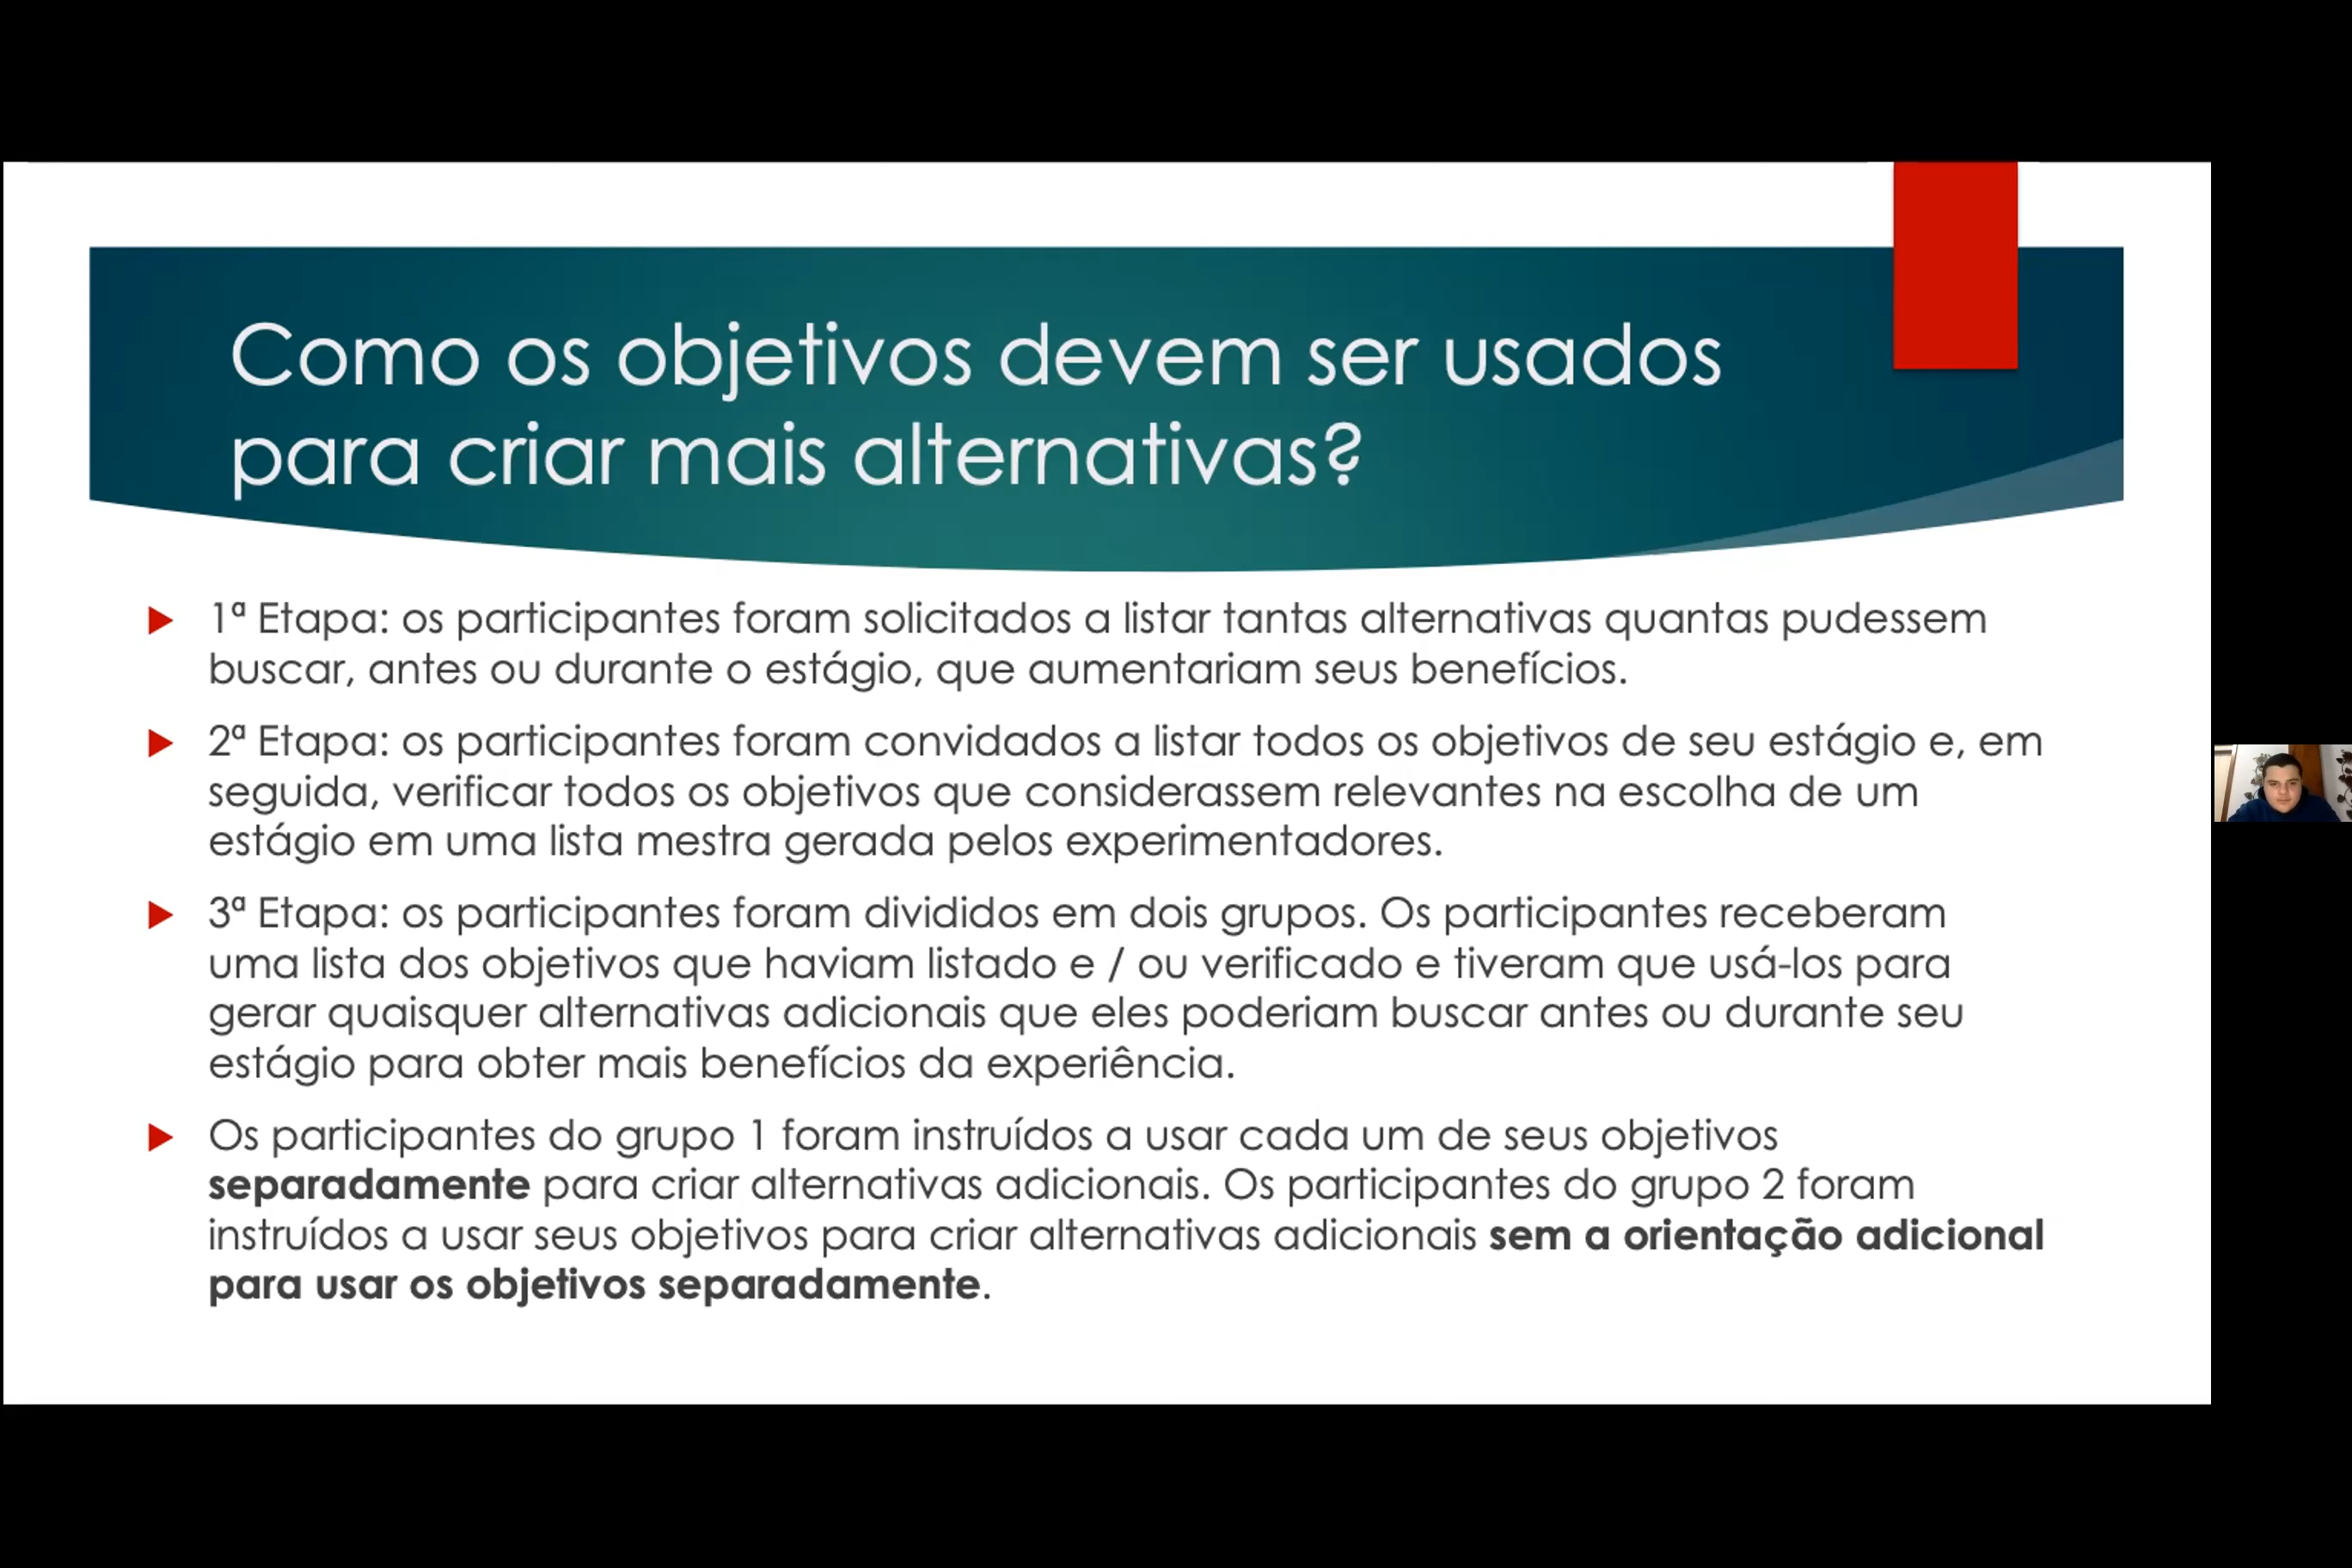 Como os objetivos devem ser usados
para criar mais alternativas?
1ª Etapa: os participantes foram solicitados a listar tantas alternativas quantas pudessem
buscar, antes ou durante o estágio, que aumentariam seus benefícios.
2ª Etapa: os participantes foram convidados a listar todos os objetivos de seu estágio e, em
seguida, verificar todos os objetivos que considerassem relevantes na escolha de um
estágio em uma lista mestra gerada pelos experimentadores.
3ª Etapa: os participantes foram divididos em dois grupos. Os participantes receberam
uma lista dos objetivos que haviam listado e / ou verificado e tiveram que usá-los para
gerar quaisquer alternativas adicionais que eles poderiam buscar antes ou durante seu
estágio para obter mais benefícios da experiência.
Os participantes do grupo 1 foram instruídos a usar cada um de seus objetivos
separadamente para criar alternativas adicionais. Os participantes do grupo 2 foram
instruídos a usar seus objetivos para criar alternativas adicionais sem a orientação adicional
para usar os objetivos separadamente.